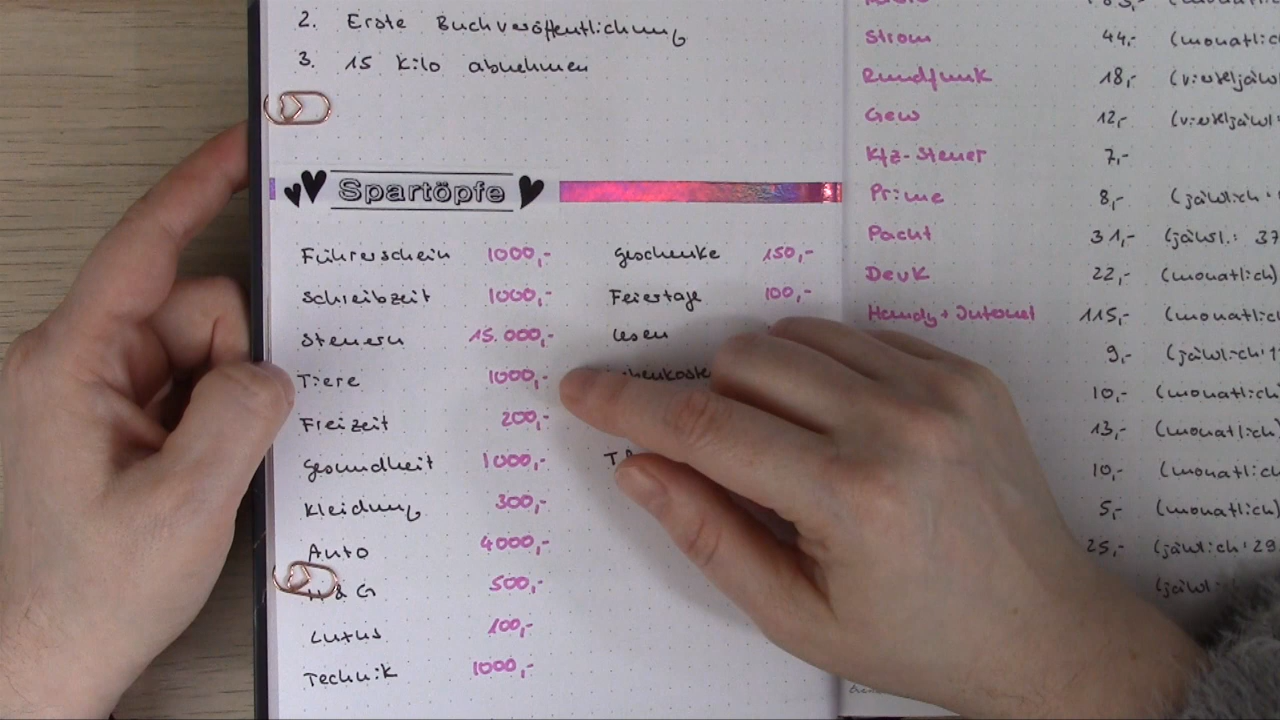 2. Erste Buchveröffentlichung
3. 15 Kilo abnehmen
Spartöpfe
Führerschein 1000,-
Schreibzeit 1000,-
Steuern 15.000,-
Tiere 1000,-
Freizeit 200,-
Gesundheit 1000,-
Kleidung 300,-
Auto 4000,-
H & G 500,-
Luxus 100,-
Technik 1000,-
Geschenke 150,-
Feiertage 100,-
Lesen
Strom 44,- (monatlich
Rundfunk 18,- (vierteljährl
Gew 12,- (vierteljährl
Kfz-Steuer 7,-
Prime 8,- (jährlich
Pacht 31,- (jährl.: 37
Devk 22,- (monatlich)
Handy + Internet 115,- (monatlich
9,- (jährlich
10,- (monatlich
13,- (monatlich)
10,- (monatlich
5,- (monatlich)
25,- (jährlich: 29
(jährli